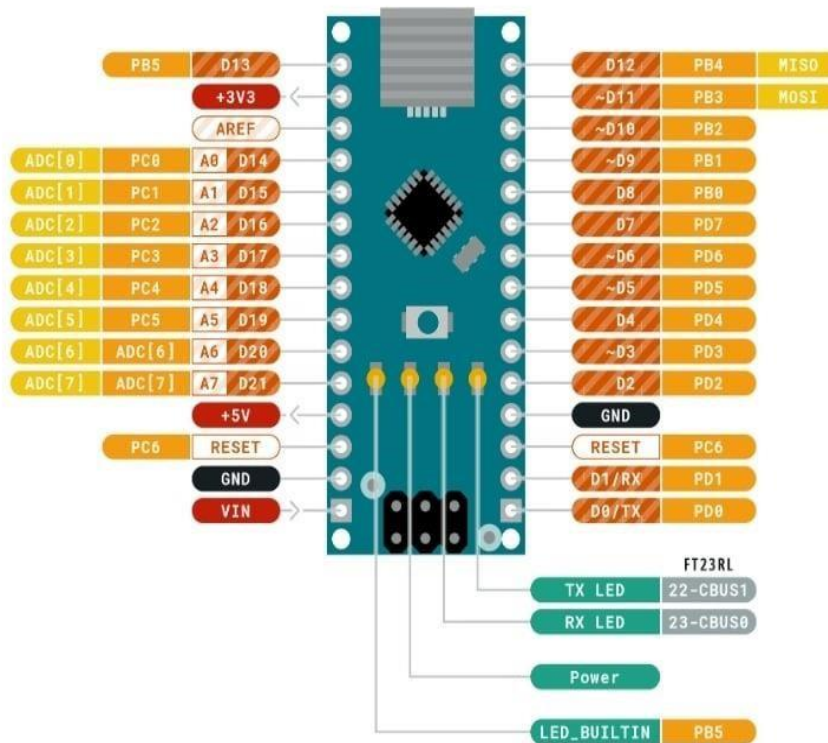 PB5 D13 D12 PB4 MISO
+3V3 ~D11 PB3 MOSI
AREF ~D10 PB2
ADC[0] PC0 A0 D14 ~D9 PB1
ADC[1] PC1 A1 D15 D8 PB0
ADC[2] PC2 A2 D16 D7 PD7
ADC[3] PC3 A3 D17 ~D6 PD6
ADC[4] PC4 A4 D18 ~D5 PD5
ADC[5] PC5 A5 D19 D4 PD4
ADC[6] ADC[6] A6 D20 ~D3 PD3
ADC[7] ADC[7] A7 D21 D2 PD2
+5V GND
PC6 RESET RESET PC6
GND D1/RX PD1
VIN D0/TX PD0
FT23RL
TX LED 22-CBUS1
RX LED 23-CBUS0
Power
LED_BUILTIN PB5